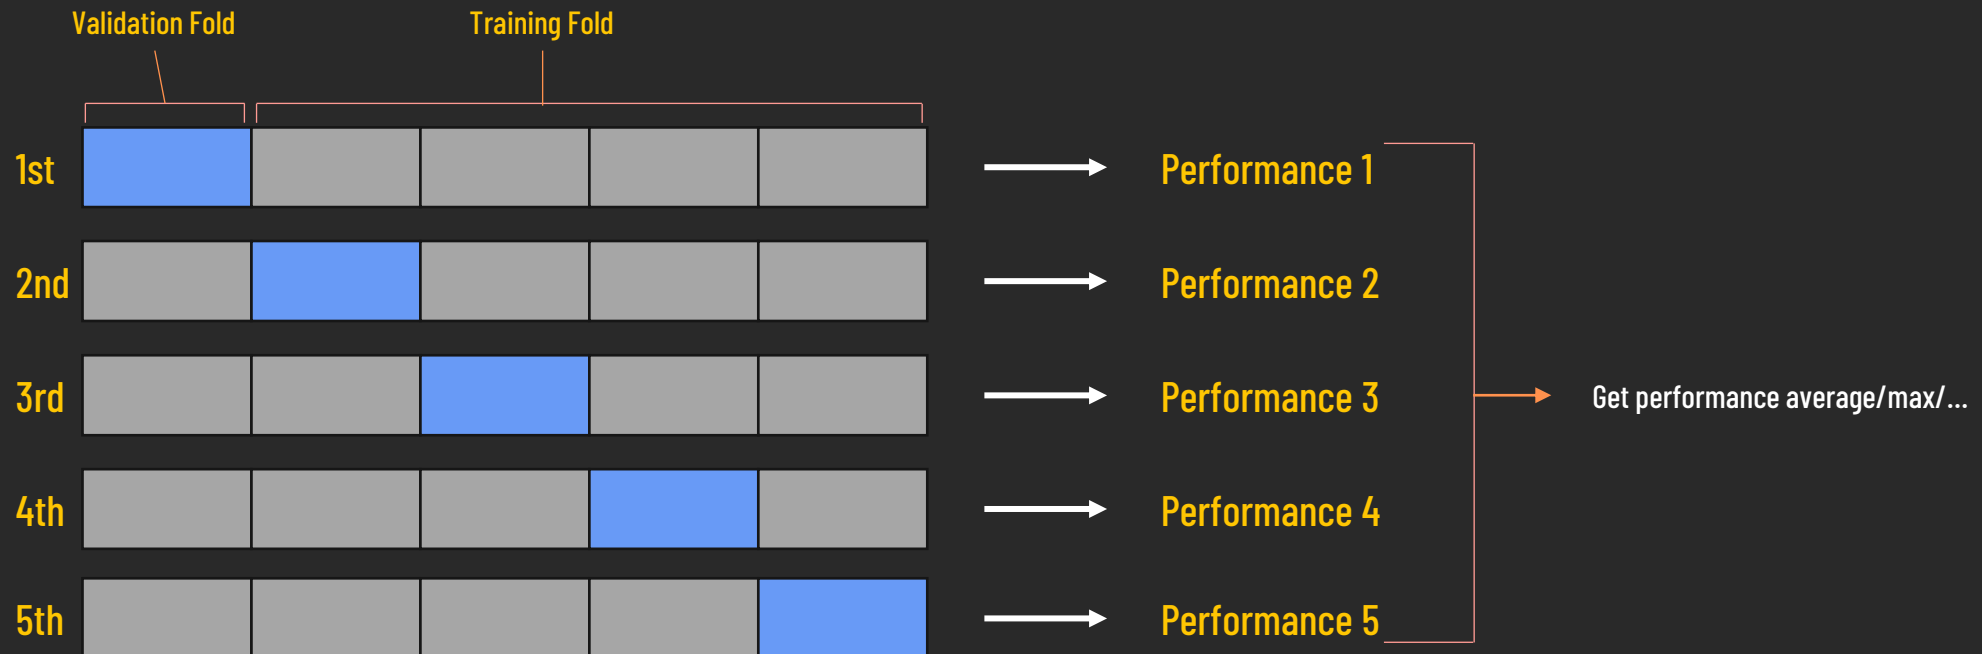 Validation Fold
Training Fold
1st
Performance 1
2nd
Performance 2
3rd
Performance 3
Get performance average/max/...
4th
Performance 4
5th
Performance 5